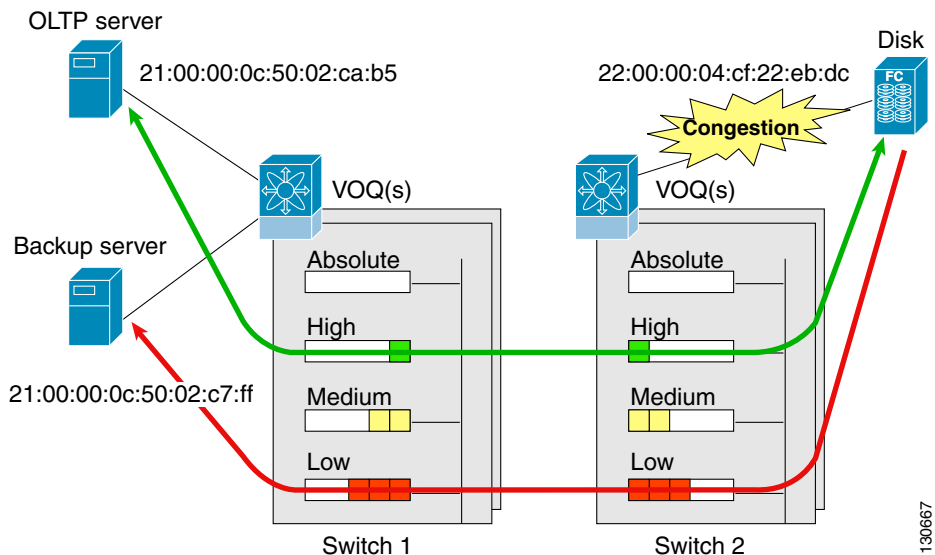 OLTP server
Disk
21:00:00:0c:50:02:ca:b5
22:00:00:04:cf:22:eb:dc
FC
Congestion
VOQ(s)
VOQ(s)
Backup server
Absolute
Absolute
High
High
21:00:00:0c:50:02:c7:ff
Medium
Medium
Low
Low
Switch 1
Switch 2
130667